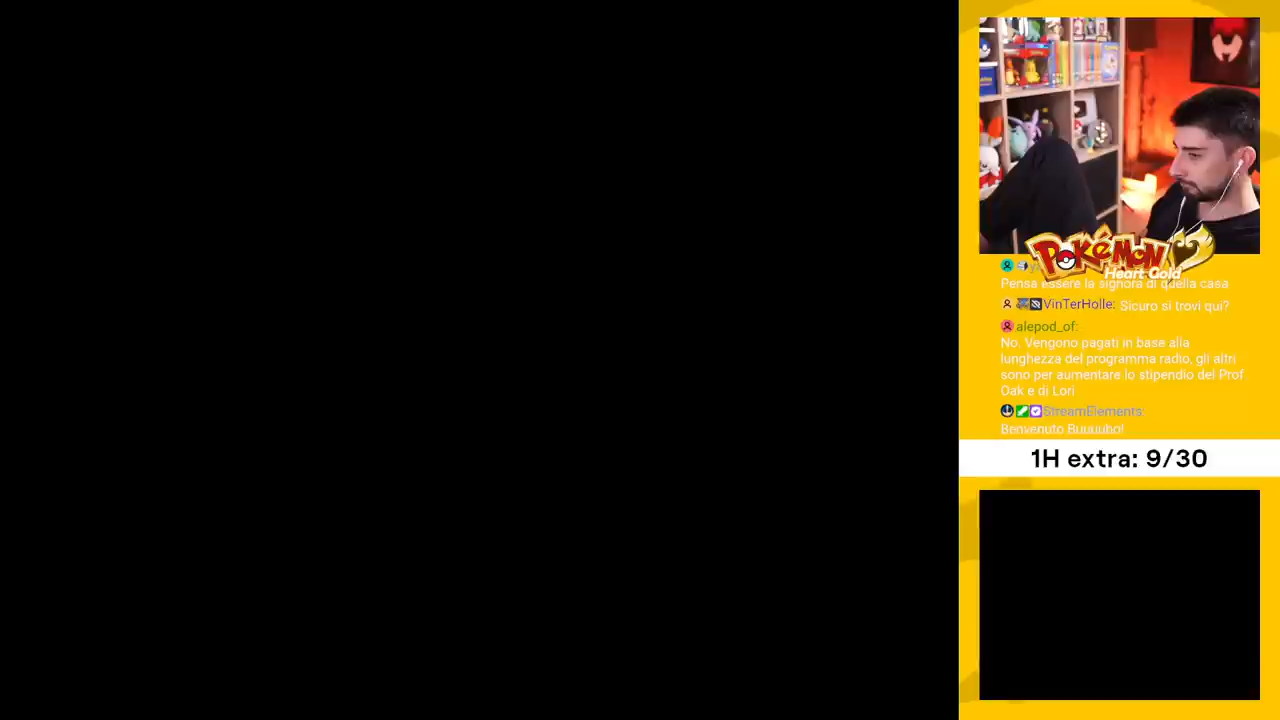 POKéMON
Heart Gold
Pensa essere la signora di quella casa
VinTerHolle: Sicuro si trovi qui?
alepod_of:
No. Vengono pagati in base alla
lunghezza del programma radio, gli altri
sono per aumentare lo stipendio del Prof
Oak e di Lori
StreamElements:
Benvenuto Buuuubo!
1H extra: 9/30